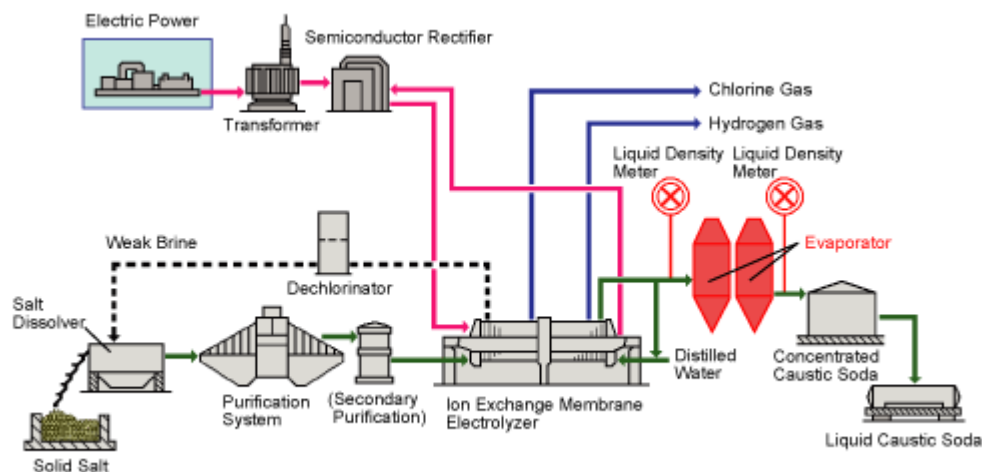 Electric Power
Semiconductor Rectifier
Transformer
Chlorine Gas
Hydrogen Gas
Liquid Density
Meter
Liquid Density
Meter
Evaporator
Weak Brine
Dechlorinator
Salt
Dissolver
Purification
System
(Secondary
Purification)
Ion Exchange Membrane
Electrolyzer
Distilled
Water
Concentrated
Caustic Soda
Liquid Caustic Soda
Solid Salt